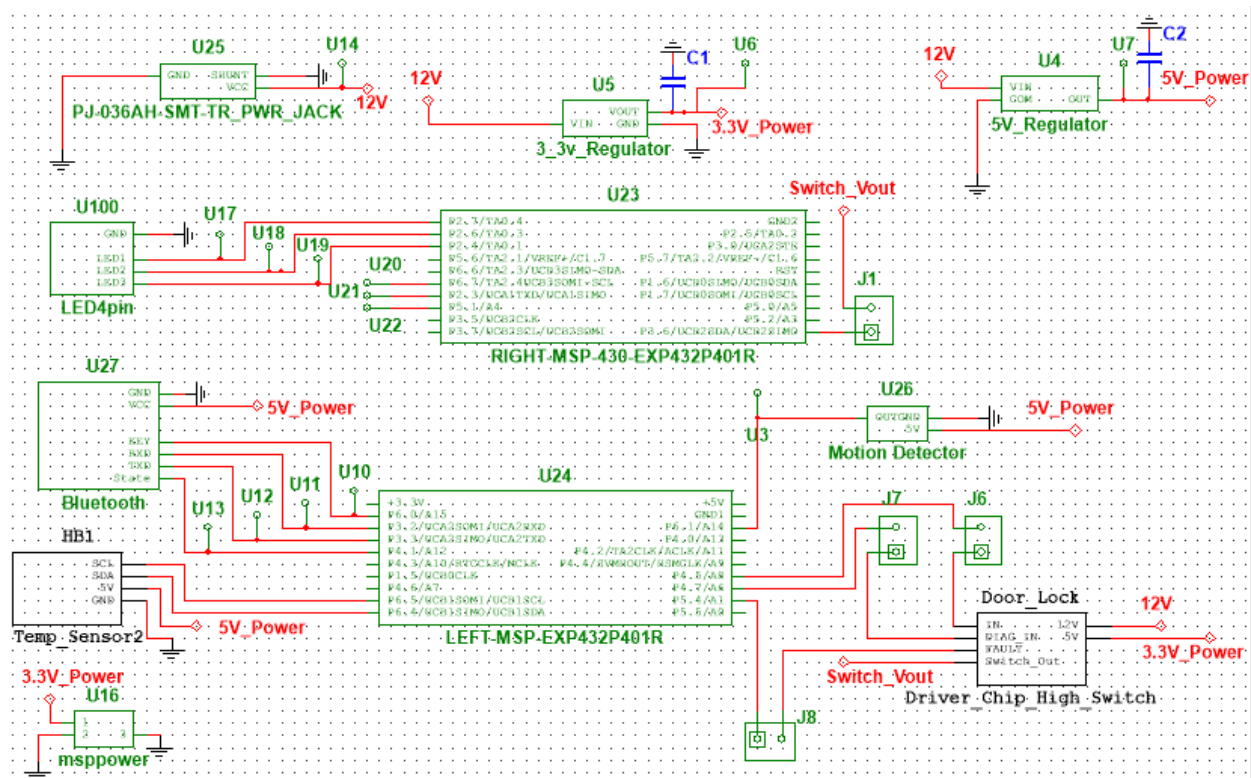 U25
GND SHUNT
VCC
PJ-036AH-SMT-TR_PWR_JACK
U14
12V
12V
U5
VOUT
VIN GND
3_3v_Regulator
C1
U6
3.3V_Power
12V
U4
VIN
COM OUT
5V_Regulator
U7
C2
5V_Power
U100
GND
LED1
LED2
LED3
LED4pin
U17
U18
U19
U20
U21
U22
U23
P2.7/TA0.4
P2.6/TA0.3
P2.4/TA0.1
P5.6/TA2.1/VREF+/C1.7
P6.6/TA2.3/UCB3SIMO-SDA
P6.7/TA2.4UCB3SOMI-SCL
P2.3/UCA1TXD/UCA1SIMO
P5.1/A4
P3.5/UCB2CLK
P3.7/UCB2SCL/UCB2SOMI
GND2
P2.5/TA0.2
P3.0/UCA2STE
P5.7/TA2.2/VREF-/C1.6
RST
P1.6/UCB0SIMO/UCB0SDA
P1.7/UCB0SOMI/UCB0SCL
P5.0/A5
P5.2/A3
P3.6/UCB2SDA/UCB2SIMO
RIGHT-MSP-430-EXP432P401R
Switch_Vout
J1
U27
GND
VCC
KEY
RXD
TXD
State
Bluetooth
5V_Power
U13
U12
U11
U10
U24
+3.3V
P6.0/A15
P3.2/UCA2SOMI/UCA2RXD
P3.3/UCA2SIMO/UCA2TXD
P4.1/A12
P4.3/A10/RTCCLK/MCLK
P1.5/UCB0CLK
P4.6/A7
P6.5/UCB1SOMI/UCB1SCL
P6.4/UCB1SIMO/UCB1SDA
+5V
GND1
P6.1/A14
P4.0/A13
P4.2/TA2CLK/ACLK/A11
P4.4/SVMHOUT/HSMCLK/A9
P4.5/A8
P4.7/A6
P5.4/A1
LEFT-MSP-EXP432P401R
U3
U26
OUTGND
5V
Motion Detector
5V_Power
HB1
SCL
SDA
5V
GND
Temp_Sensor2
5V_Power
J7
J6
Door_Lock
IN
DIAG_IN
FAULT
Switch_Out
12V
5V
Driver_Chip_High_Switch
12V
3.3V_Power
Switch_Vout
J8
3.3V_Power
U16
1
2 3
msppower